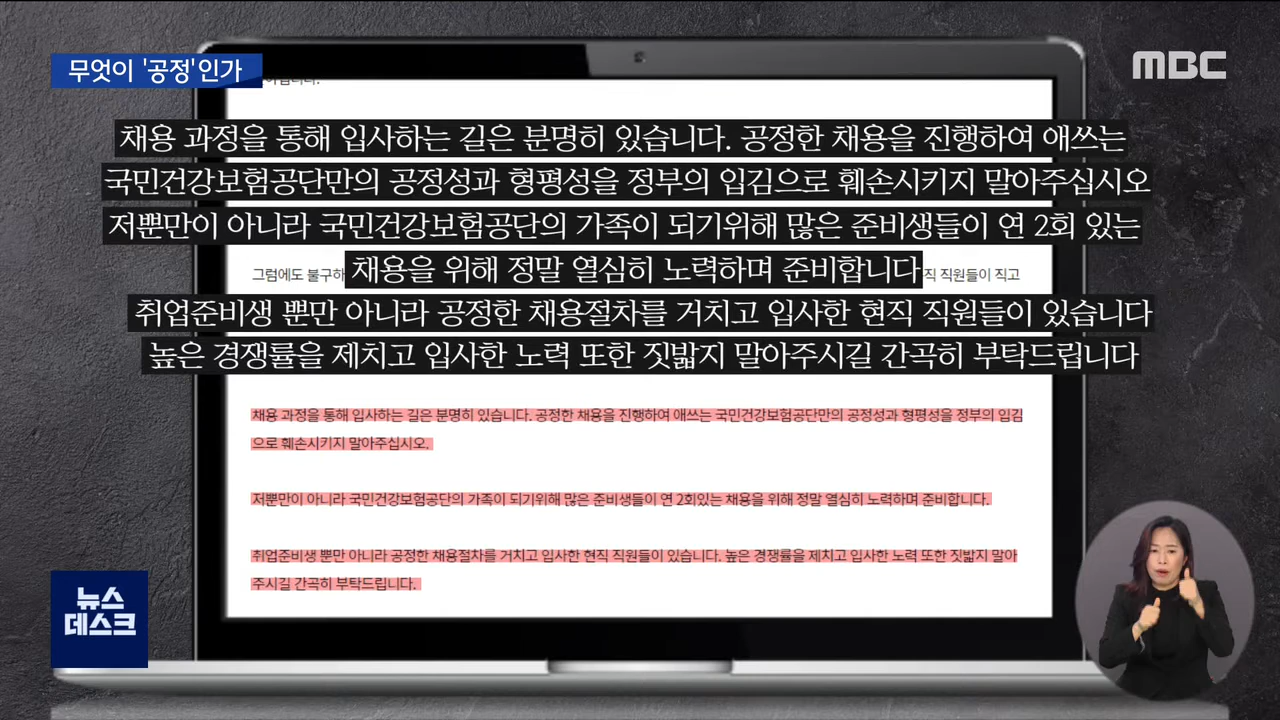 무엇이 '공정'인가
MBC
채용 과정을 통해 입사하는 길은 분명히 있습니다. 공정한 채용을 진행하여 애쓰는
국민건강보험공단만의 공정성과 형평성을 정부의 입김으로 훼손시키지 말아주십시오
저뿐만이 아니라 국민건강보험공단의 가족이 되기위해 많은 준비생들이 연 2회 있는
채용을 위해 정말 열심히 노력하며 준비합니다
취업준비생 뿐만 아니라 공정한 채용절차를 거치고 입사한 현직 직원들이 있습니다
높은 경쟁률을 제치고 입사한 노력 또한 짓밟지 말아주시길 간곡히 부탁드립니다
그럼에도 불구하
직 직원들이 직고
채용 과정을 통해 입사하는 길은 분명히 있습니다. 공정한 채용을 진행하여 애쓰는 국민건강보험공단만의 공정성과 형평성을 정부의 입김
으로 훼손시키지 말아주십시오.
저뿐만이 아니라 국민건강보험공단의 가족이 되기위해 많은 준비생들이 연 2회있는 채용을 위해 정말 열심히 노력하며 준비합니다.
취업준비생 뿐만 아니라 공정한 채용절차를 거치고 입사한 현직 직원들이 있습니다. 높은 경쟁률을 제치고 입사한 노력 또한 짓밟지 말아
주시길 간곡히 부탁드립니다.
뉴스
데스크